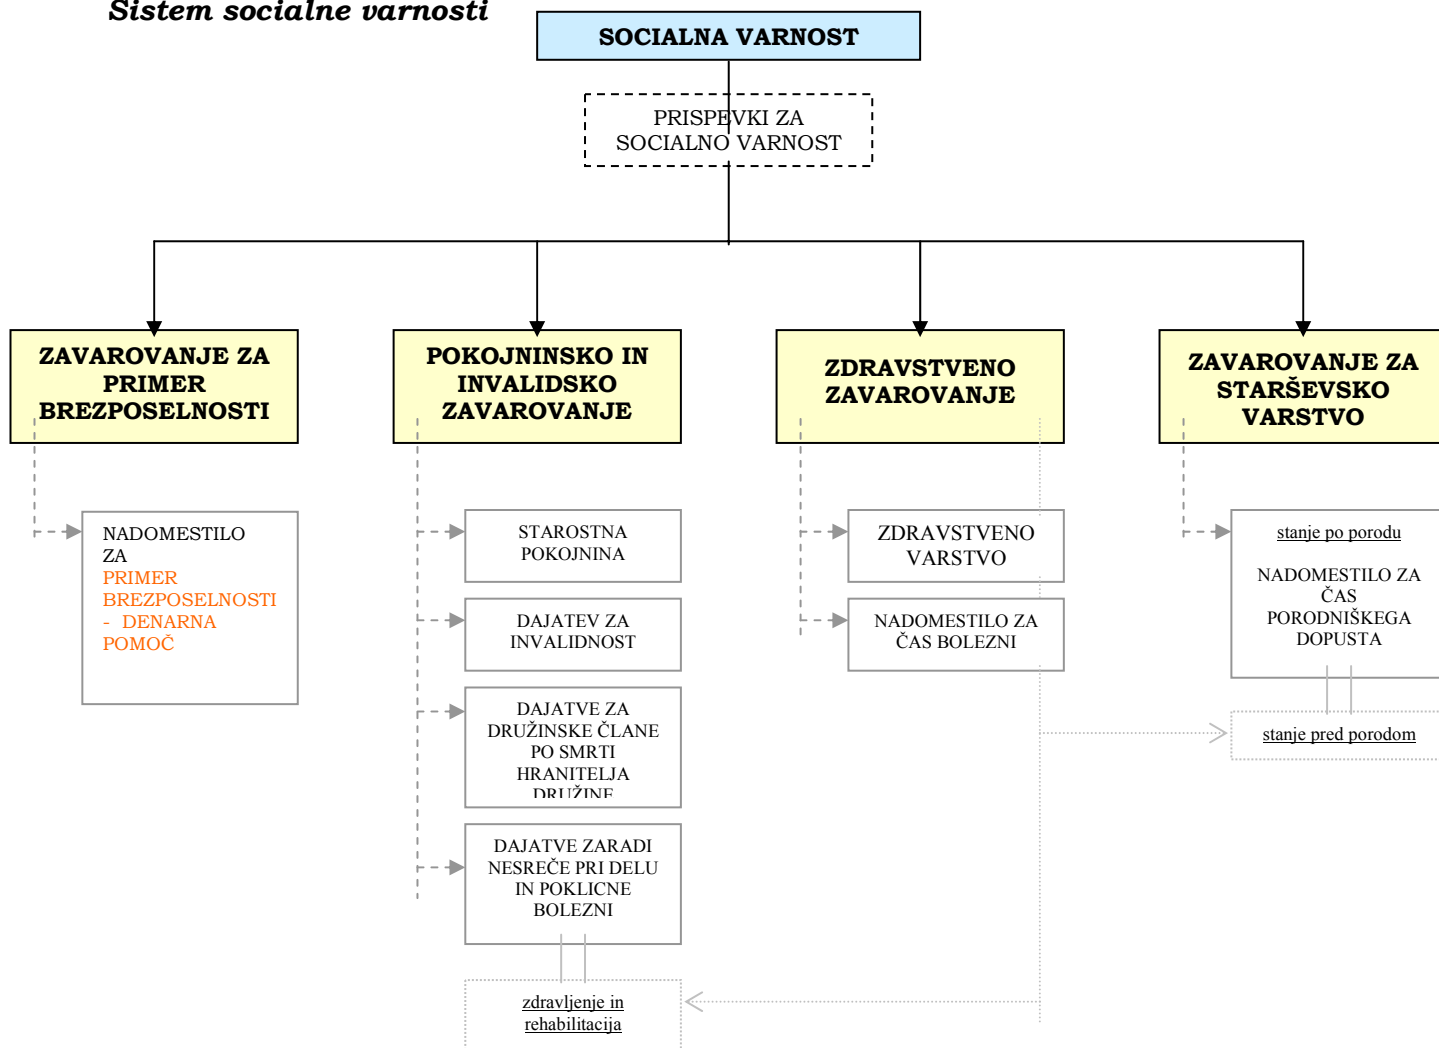 Sistem socialne varnosti
SOCIALNA VARNOST
PRISPEVKI ZA
SOCIALNO VARNOST
ZAVAROVANJE ZA
PRIMER
BREZPOSELNOSTI
POKOJNINSKO IN
INVALIDSKO
ZAVAROVANJE
ZDRAVSTVENO
ZAVAROVANJE
ZAVAROVANJE ZA
STARŠEVSKO
VARSTVO
NADOMESTILO
ZA
PRIMER
BREZPOSELNOSTI
- DENARNA
POMOČ
STAROSTNA
POKOJNINA
DAJATEV ZA
INVALIDNOST
DAJATVE ZA
DRUŽINSKE ČLANE
PO SMRTI
HRANITELJA
DRUŽINE
DAJATVE ZARADI
NESREČE PRI DELU
IN POKLICNE
BOLEZNI
zdravljenje in
rehabilitacija
ZDRAVSTVENO
VARSTVO
NADOMESTILO ZA
ČAS BOLEZNI
stanje po porodu
NADOMESTILO ZA
ČAS
PORODNIŠKEGA
DOPUSTA
stanje pred porodom